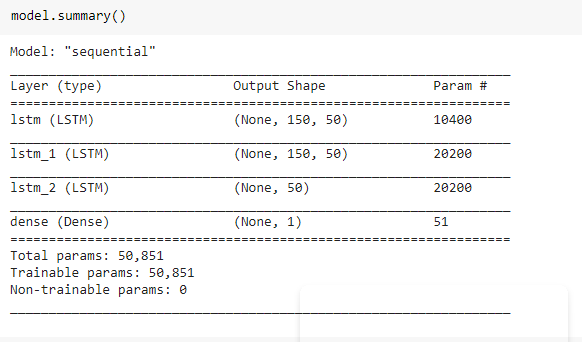 model.summary()
Model: "sequential"
_________________________________________________________________
Layer (type)                 Output Shape              Param #
=================================================================
lstm (LSTM)                  (None, 150, 50)           10400
_________________________________________________________________
lstm_1 (LSTM)                (None, 150, 50)           20200
_________________________________________________________________
lstm_2 (LSTM)                (None, 50)                20200
_________________________________________________________________
dense (Dense)                (None, 1)                 51
=================================================================
Total params: 50,851
Trainable params: 50,851
Non-trainable params: 0
_________________________________________________________________